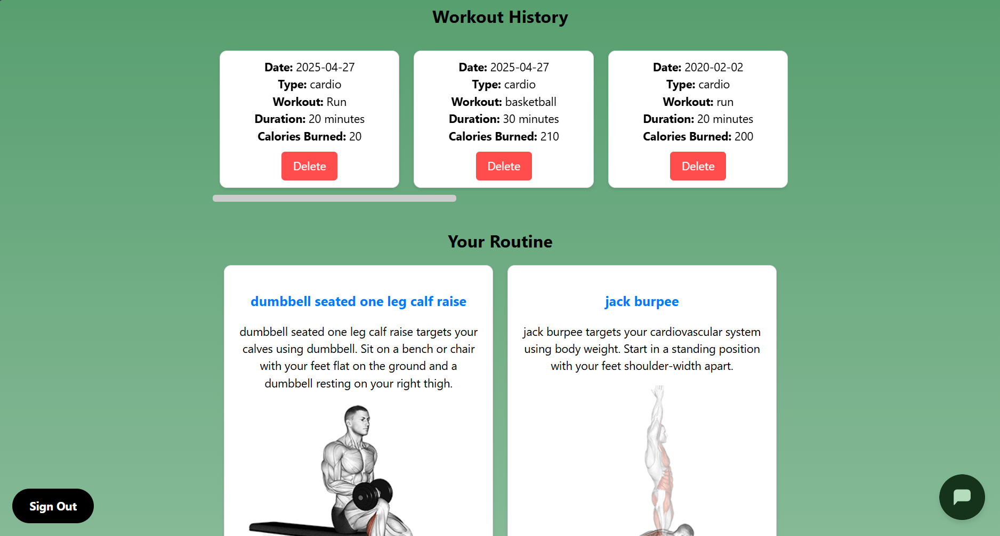 Workout History
Date: 2025-04-27
Type: cardio
Workout: Run
Duration: 20 minutes
Calories Burned: 20
Delete
Date: 2025-04-27
Type: cardio
Workout: basketball
Duration: 30 minutes
Calories Burned: 210
Delete
Date: 2020-02-02
Type: cardio
Workout: run
Duration: 20 minutes
Calories Burned: 200
Delete
Your Routine
dumbbell seated one leg calf raise
dumbbell seated one leg calf raise targets your
calves using dumbbell. Sit on a bench or chair
with your feet flat on the ground and a
dumbbell resting on your right thigh.
jack burpee
jack burpee targets your cardiovascular system
using body weight. Start in a standing position
with your feet shoulder-width apart.
Sign Out